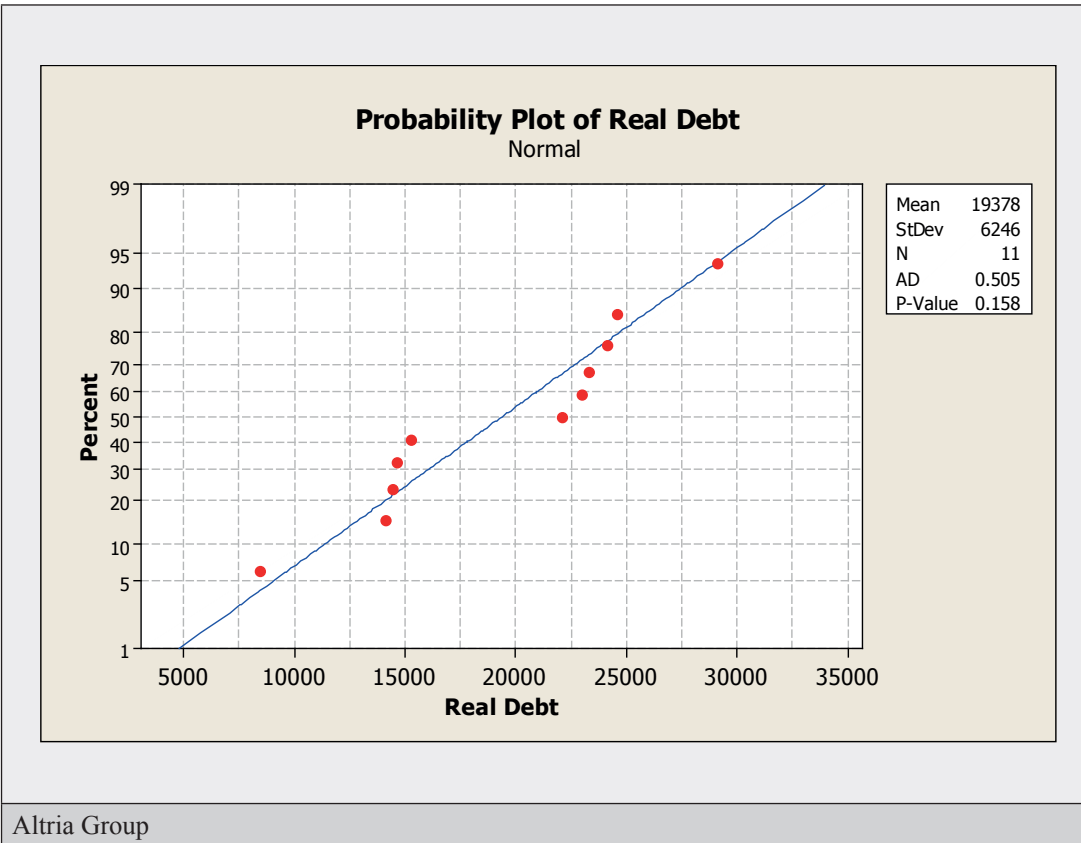 Probability Plot of Real Debt
Normal
99
95
90
80
70
60
50
40
30
20
10
5
1
Percent
5000 10000 15000 20000 25000 30000 35000
Real Debt
Mean 19378
StDev 6246
N 11
AD 0.505
P-Value 0.158
Altria Group